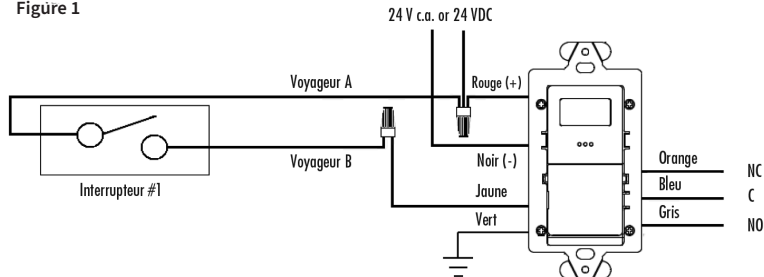 Figure 1
24 V c.a. or 24 VDC
Voyageur A
Rouge (+)
Voyageur B
Noir (-)
Interrupteur #1
Jaune
Vert
Orange
NC
Bleu
C
Gris
NO